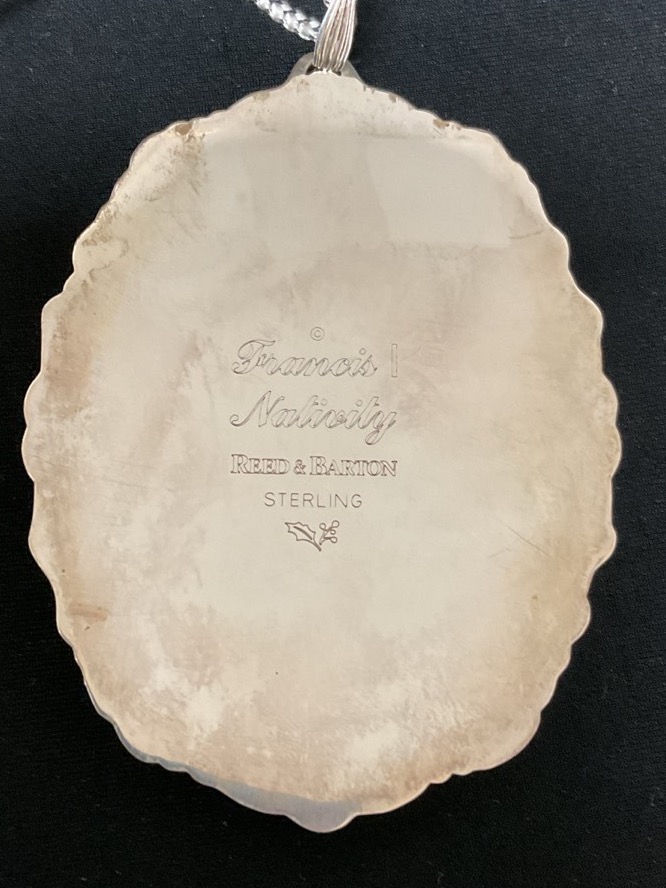 ©
Francis I
Nativity
REED & BARTON
STERLING